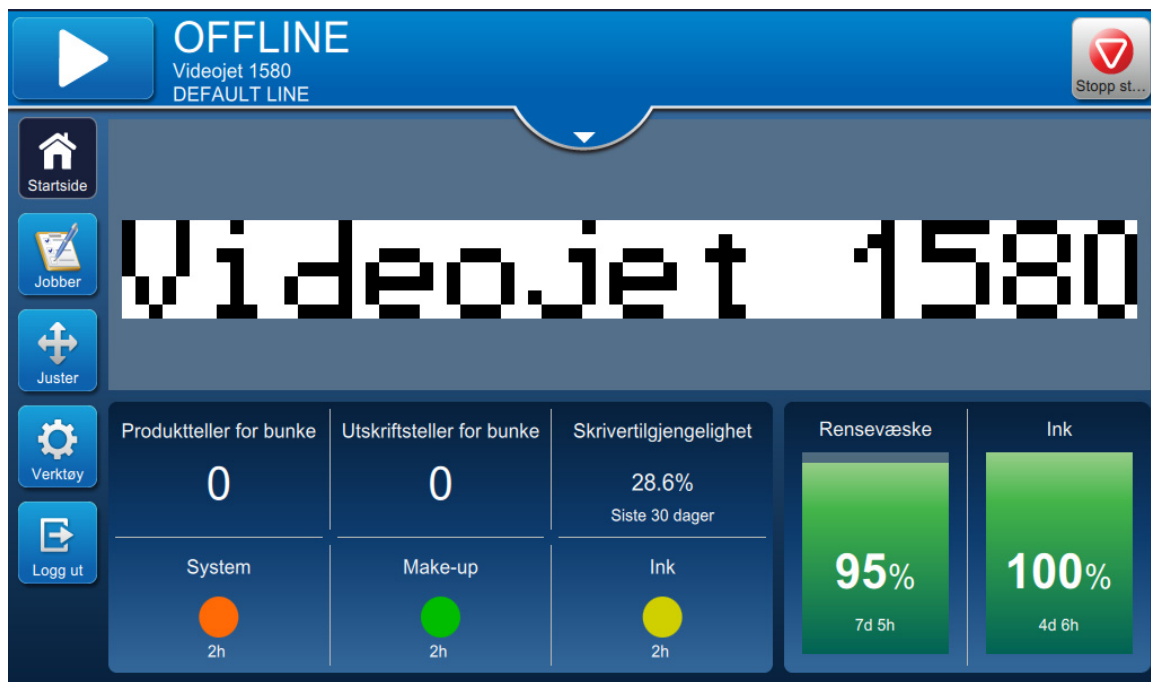 OFFLINE
Videojet 1580
DEFAULT LINE
Stopp st...
Startside
Jobber
Juster
Verktøy
Logg ut
Videojet 1580
Produktteller for bunke
0
Utskriftsteller for bunke
0
Skrivertilgjengelighet
28.6%
Siste 30 dager
System
2h
Make-up
2h
Ink
2h
Rensevæske
95%
7d 5h
Ink
100%
4d 6h